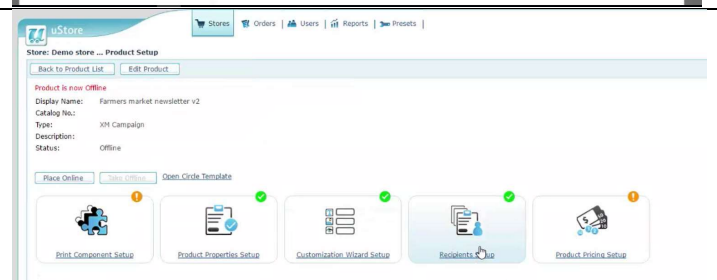 uStore
Stores | Orders | Users | Reports | Presets |
Store: Demo store ... Product Setup
Back to Product List Edit Product
Product is now Offline
Display Name: Farmers market newsletter v2
Catalog No.:
Type: XM Campaign
Description:
Status: Offline
Place Online Take Offline Open Circle Template
Print Component Setup Product Properties Setup Customization Wizard Setup Recipients Setup Product Pricing Setup